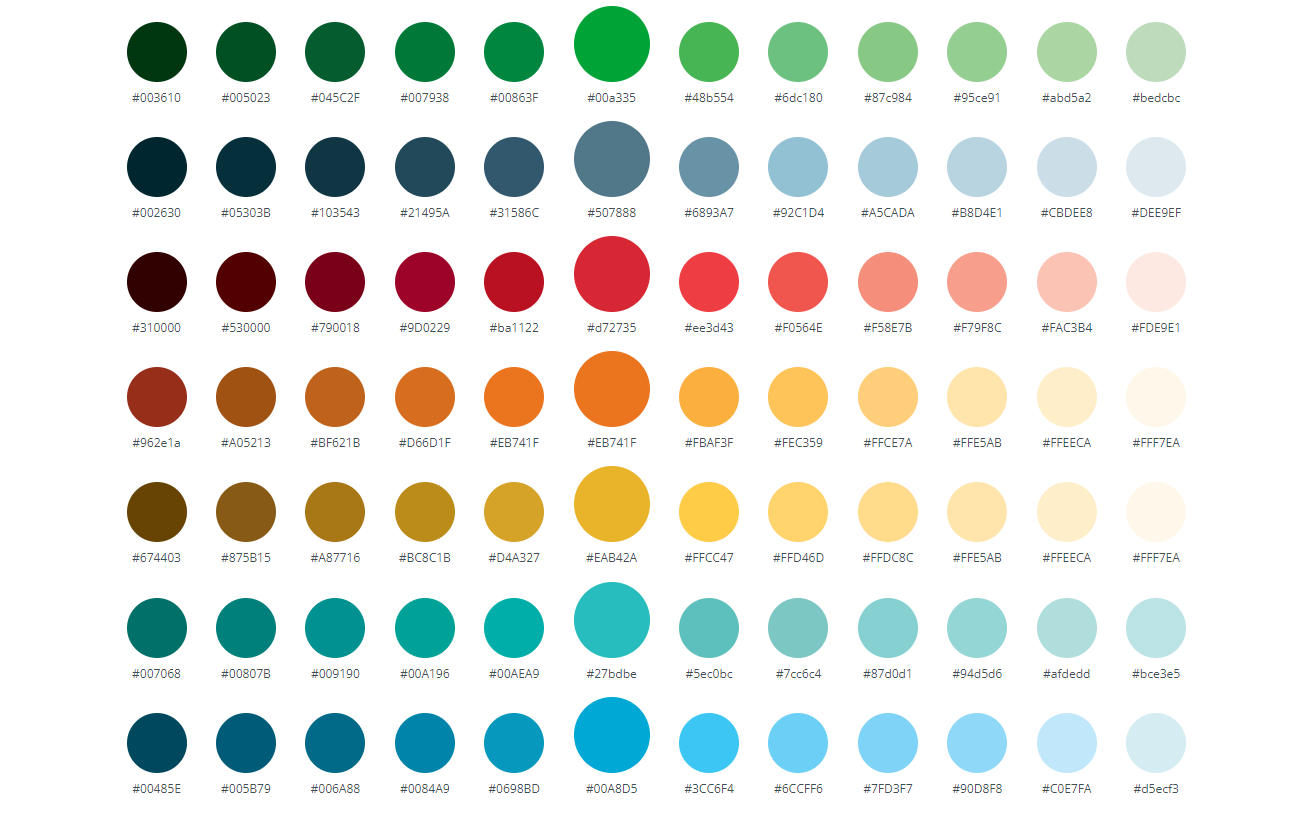 #003610 #005023 #045C2F #007938 #00863F #00a335 #48b554 #6dc180 #87c984 #95ce91 #abd5a2 #bedcbc
#002630 #05303B #103543 #21495A #31586C #507888 #6893A7 #92C1D4 #A5CADA #B8D4E1 #CBDEE8 #DEE9EF
#310000 #530000 #790018 #9D0229 #ba1122 #d72735 #ee3d43 #F0564E #F58E7B #F79F8C #FAC3B4 #FDE9E1
#962e1a #A05213 #BF621B #D66D1F #EB741F #EB741F #FBAF3F #FEC359 #FFCE7A #FFE5AB #FFEECA #FFF7EA
#674403 #875B15 #A87716 #BC8C1B #D4A327 #EAB42A #FFCC47 #FFD46D #FFDC8C #FFE5AB #FFEECA #FFF7EA
#007068 #00807B #009190 #00A196 #00AEA9 #27bdbe #5ec0bc #7cc6c4 #87d0d1 #94d5d6 #afdedd #bce3e5
#00485E #005B79 #006A88 #0084A9 #0698BD #00A8D5 #3CC6F4 #6CCFF6 #7FD3F7 #90D8F8 #C0E7FA #d5ecf3